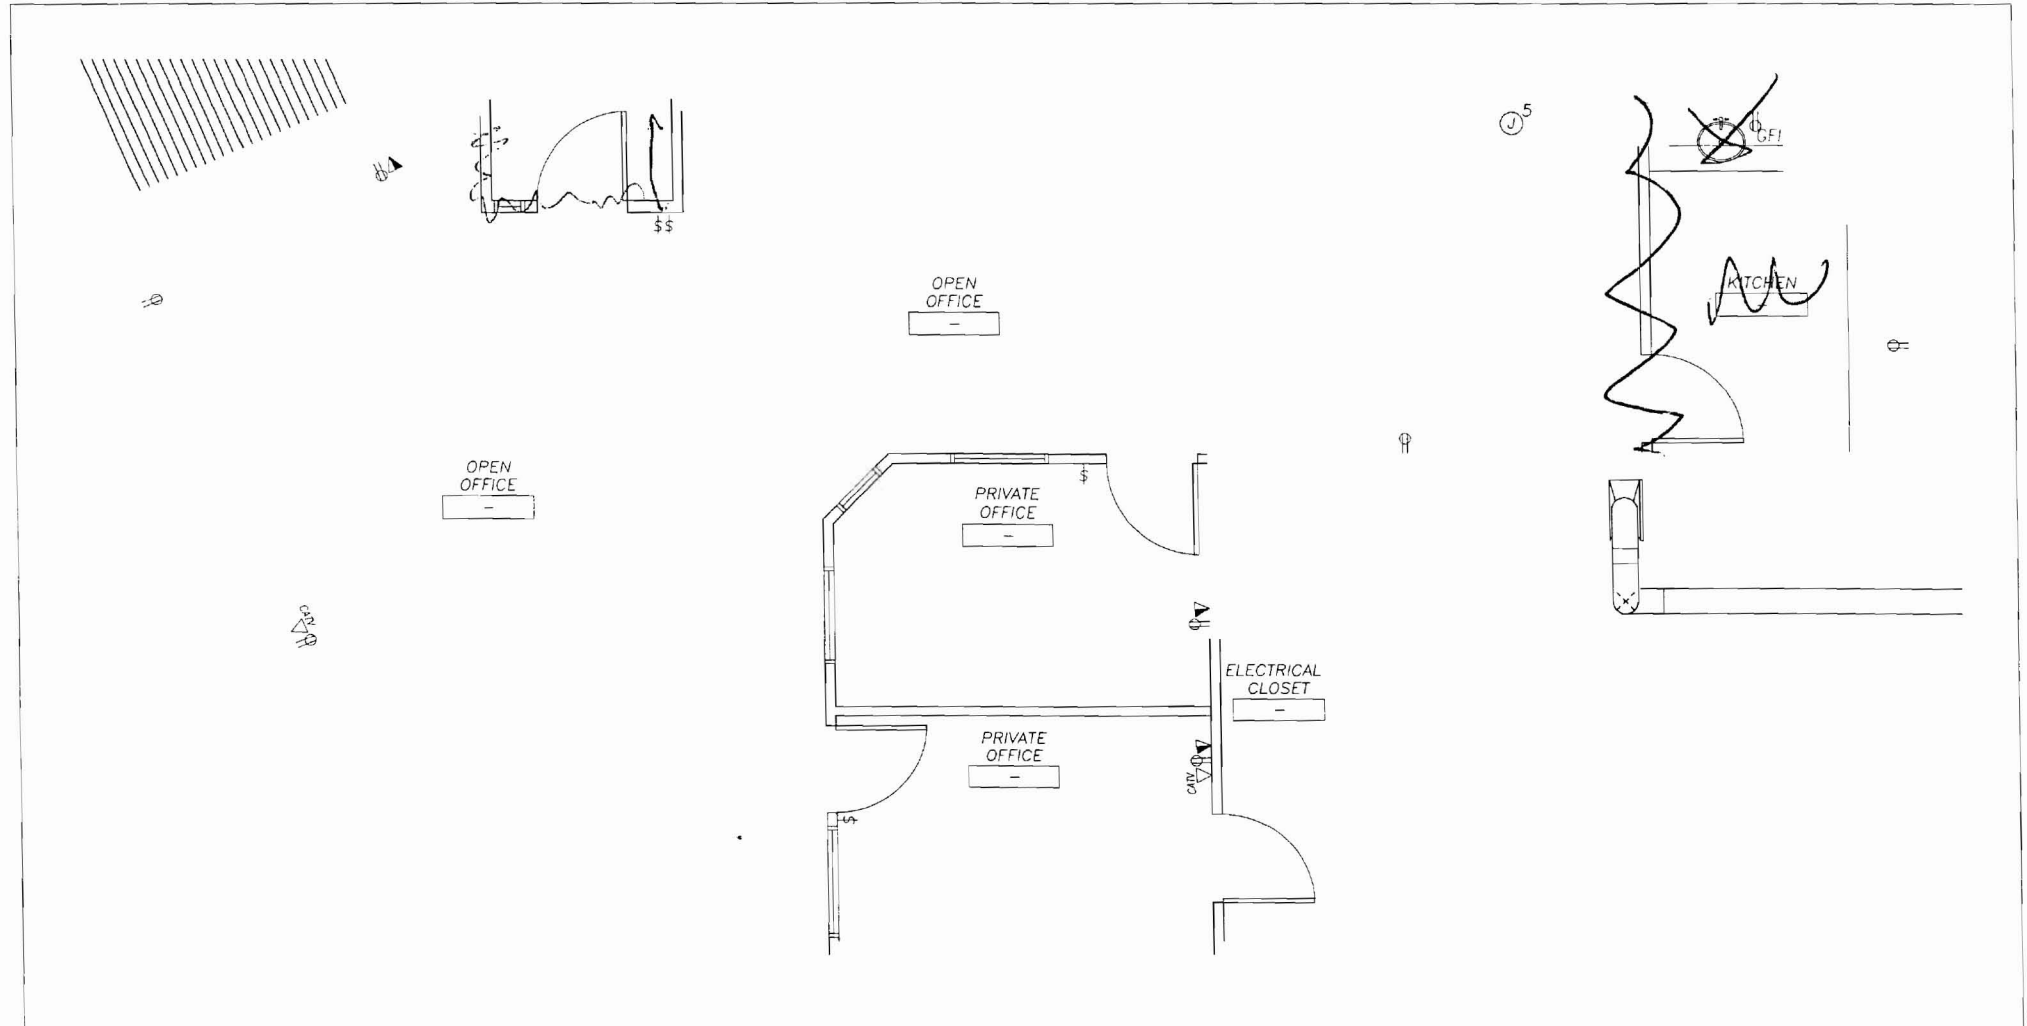 J 5
GFI
$$
OPEN
OFFICE
-
KITCHEN
-
OPEN
OFFICE
-
$
PRIVATE
OFFICE
-
CATV
ELECTRICAL
CLOSET
-
PRIVATE
OFFICE
-
CATV
$